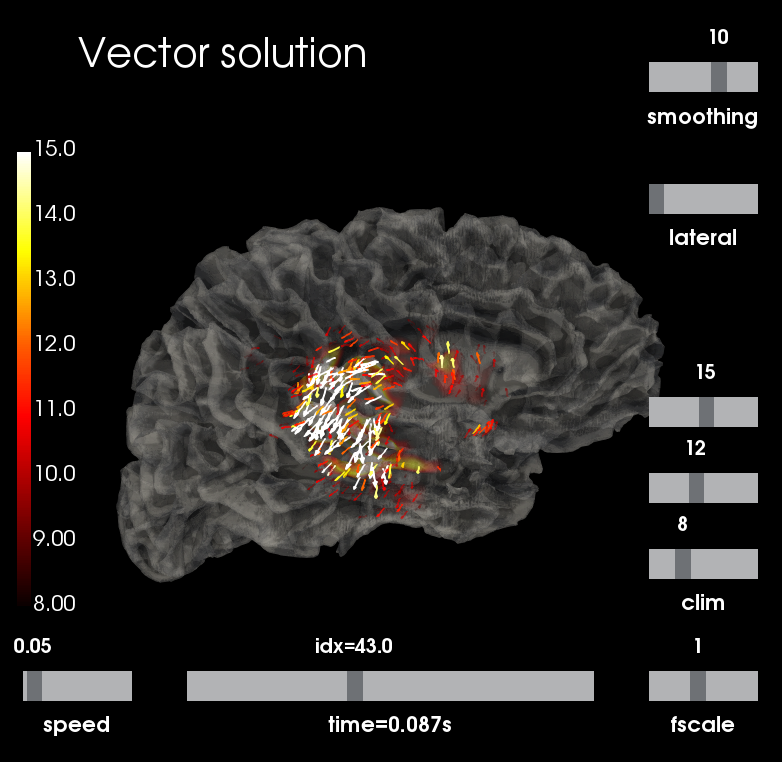 Vector solution
10
smoothing
lateral
15.0
14.0
13.0
12.0
11.0
10.0
9.00
8.00
15
12
8
clim
0.05
speed
idx=43.0
time=0.087s
1
fscale